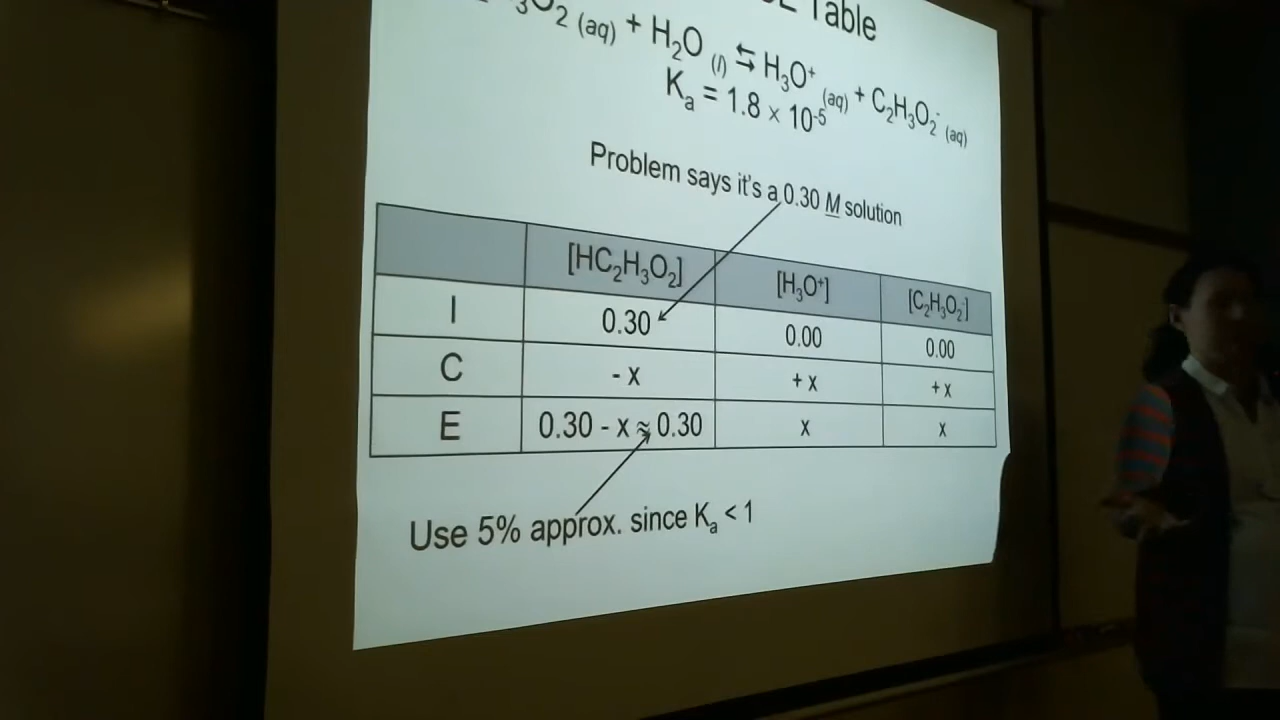 Table
3O2 (aq) + H2O (l) ⇆ H3O+ (aq) + C2H3O2- (aq)
Ka = 1.8 × 10-5
Problem says it's a 0.30 M solution
[HC2H3O2] [H3O+] [C2H3O2-]
I 0.30 0.00 0.00
C - x + x + x
E 0.30 - x ≈ 0.30 x x
Use 5% approx. since Ka < 1